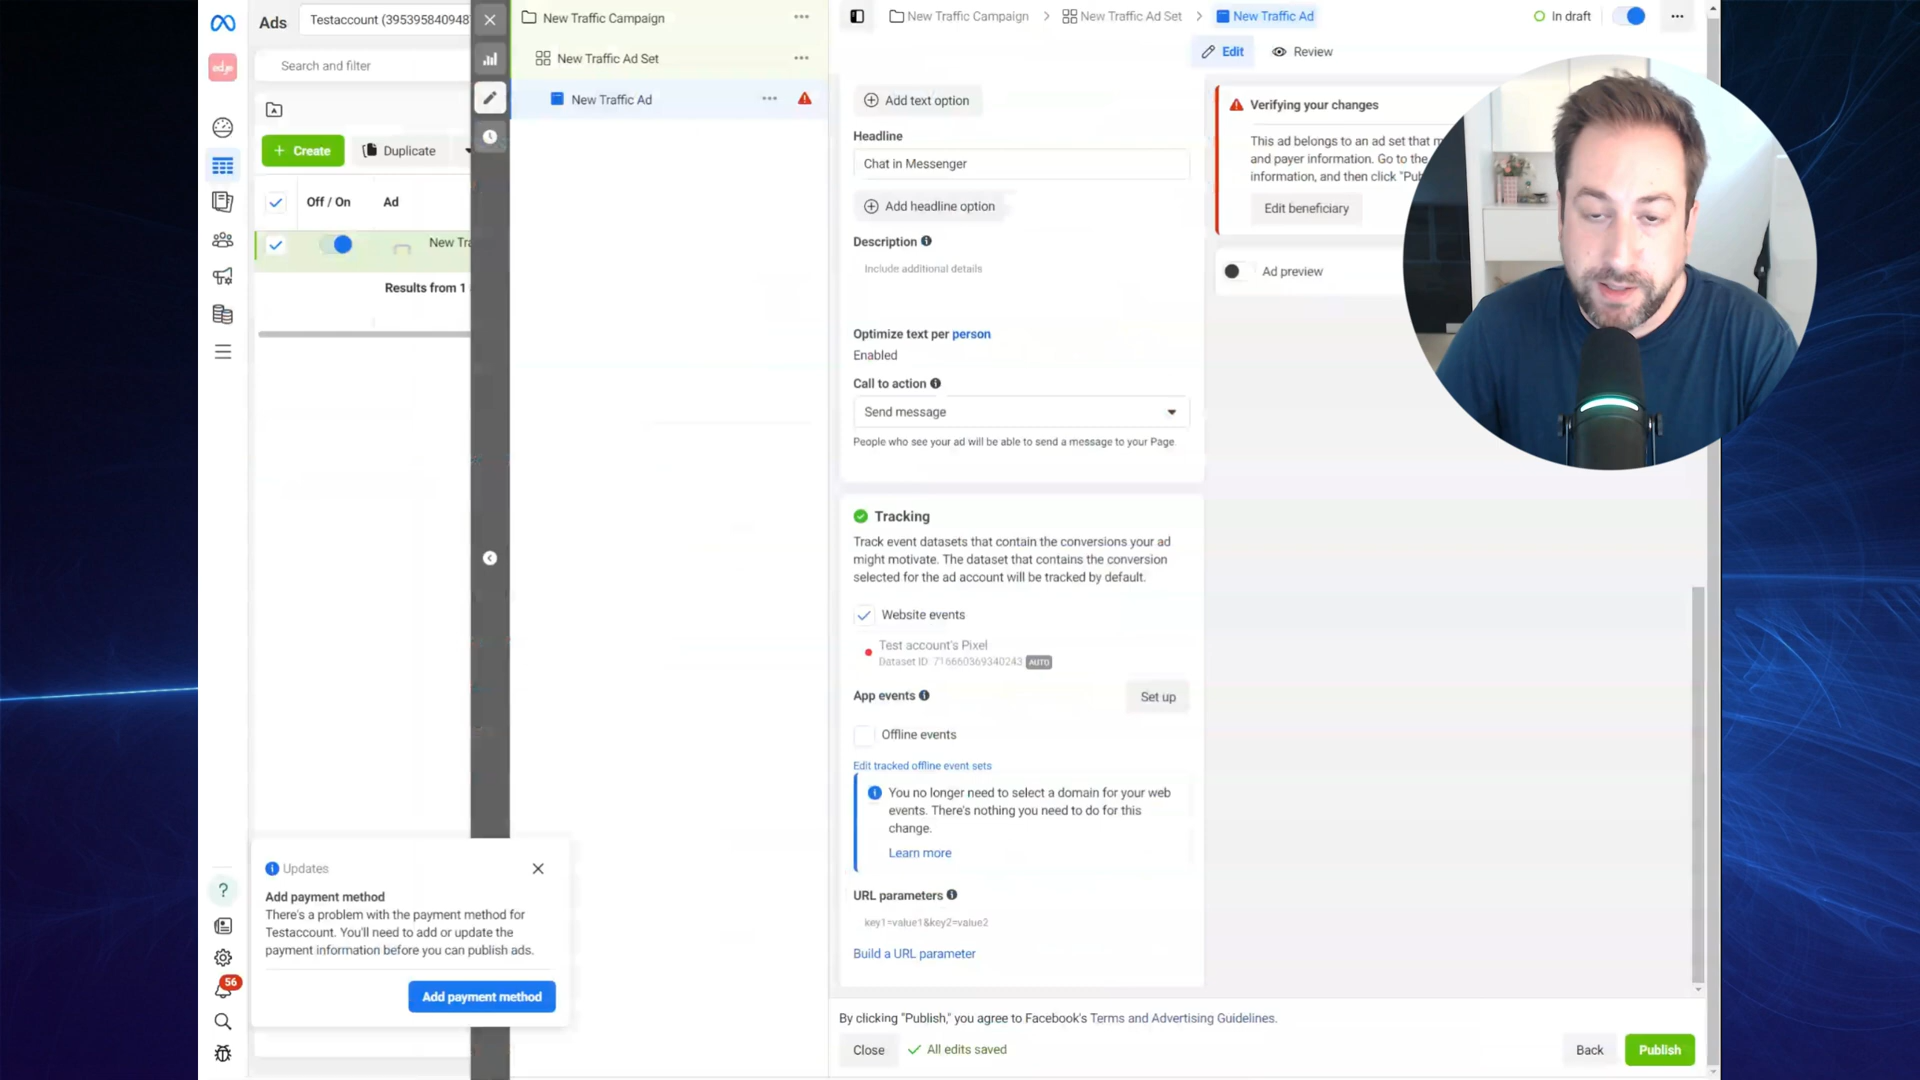 Ads
Testaccount (395395840948
edje
Search and filter
Create
Duplicate
Off / On
Ad
New Tra
Results from 1
New Traffic Campaign
New Traffic Ad Set
New Traffic Ad
New Traffic Campaign
New Traffic Ad Set
New Traffic Ad
In draft
Edit
Review
Add text option
Headline
Chat in Messenger
Add headline option
Description
Include additional details
Optimize text per person
Enabled
Call to action
Send message
People who see your ad will be able to send a message to your Page.
Verifying your changes
This ad belongs to an ad set that m
and payer information. Go to the
information, and then click "Pub
Edit beneficiary
Ad preview
Tracking
Track event datasets that contain the conversions your ad
might motivate. The dataset that contains the conversion
selected for the ad account will be tracked by default.
Website events
Test account's Pixel
Dataset ID: 716660369340243 AUTO
App events
Set up
Offline events
Edit tracked offline event sets
You no longer need to select a domain for your web
events. There's nothing you need to do for this
change.
Learn more
URL parameters
key1=value1&key2=value2
Build a URL parameter
Updates
Add payment method
There's a problem with the payment method for
Testaccount. You'll need to add or update the
payment information before you can publish ads.
Add payment method
56
By clicking "Publish," you agree to Facebook's Terms and Advertising Guidelines.
Close
All edits saved
Back
Publish